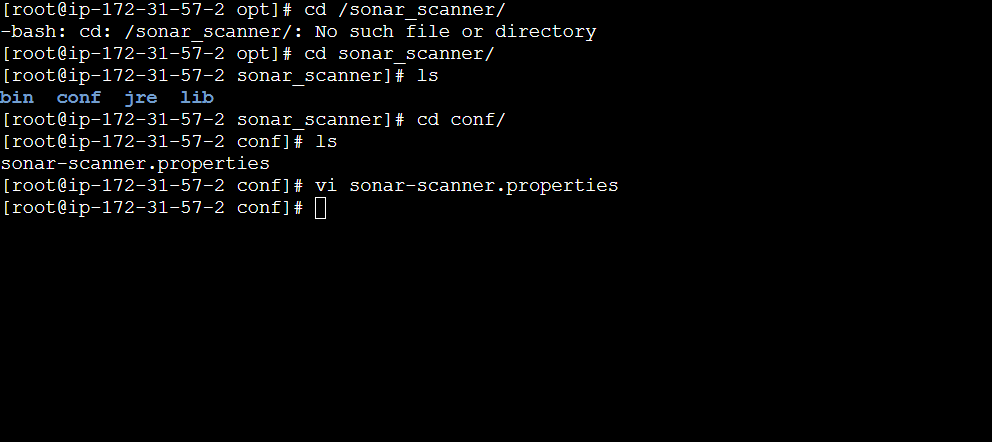 [root@ip-172-31-57-2 opt]# cd /sonar_scanner/
-bash: cd: /sonar_scanner/: No such file or directory
[root@ip-172-31-57-2 opt]# cd sonar_scanner/
[root@ip-172-31-57-2 sonar_scanner]# ls
bin  conf  jre  lib
[root@ip-172-31-57-2 sonar_scanner]# cd conf/
[root@ip-172-31-57-2 conf]# ls
sonar-scanner.properties
[root@ip-172-31-57-2 conf]# vi sonar-scanner.properties
[root@ip-172-31-57-2 conf]#